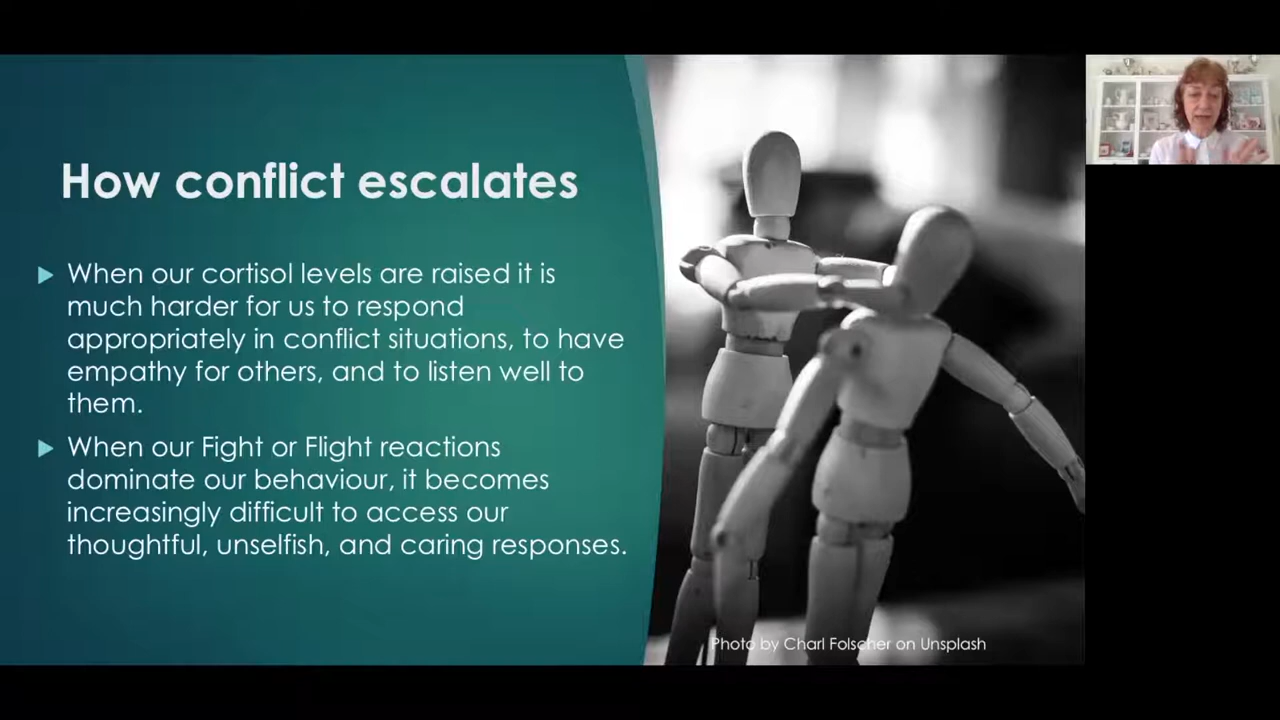 How conflict escalates
When our cortisol levels are raised it is
much harder for us to respond
appropriately in conflict situations, to have
empathy for others, and to listen well to
them.
When our Fight or Flight reactions
dominate our behaviour, it becomes
increasingly difficult to access our
thoughtful, unselfish, and caring responses.
Photo by Charl Folscher on Unsplash